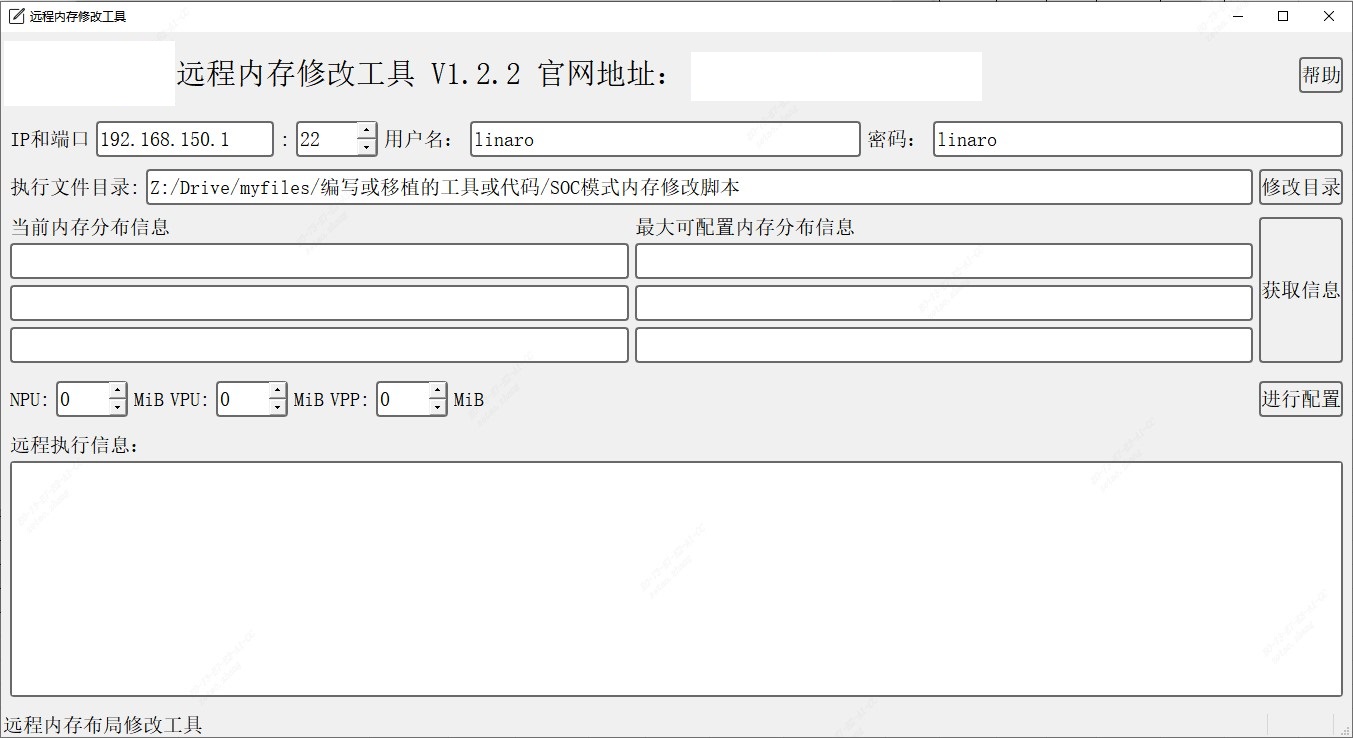 远程内存修改工具
远程内存修改工具 V1.2.2 官网地址：
帮助
IP和端口 192.168.150.1 : 22 用户名： linaro 密码： linaro
执行文件目录: Z:/Drive/myfiles/编写或移植的工具或代码/SOC模式内存修改脚本 修改目录
当前内存分布信息 最大可配置内存分布信息
获取信息
NPU: 0 MiB VPU: 0 MiB VPP: 0 MiB 进行配置
远程执行信息：
远程内存布局修改工具